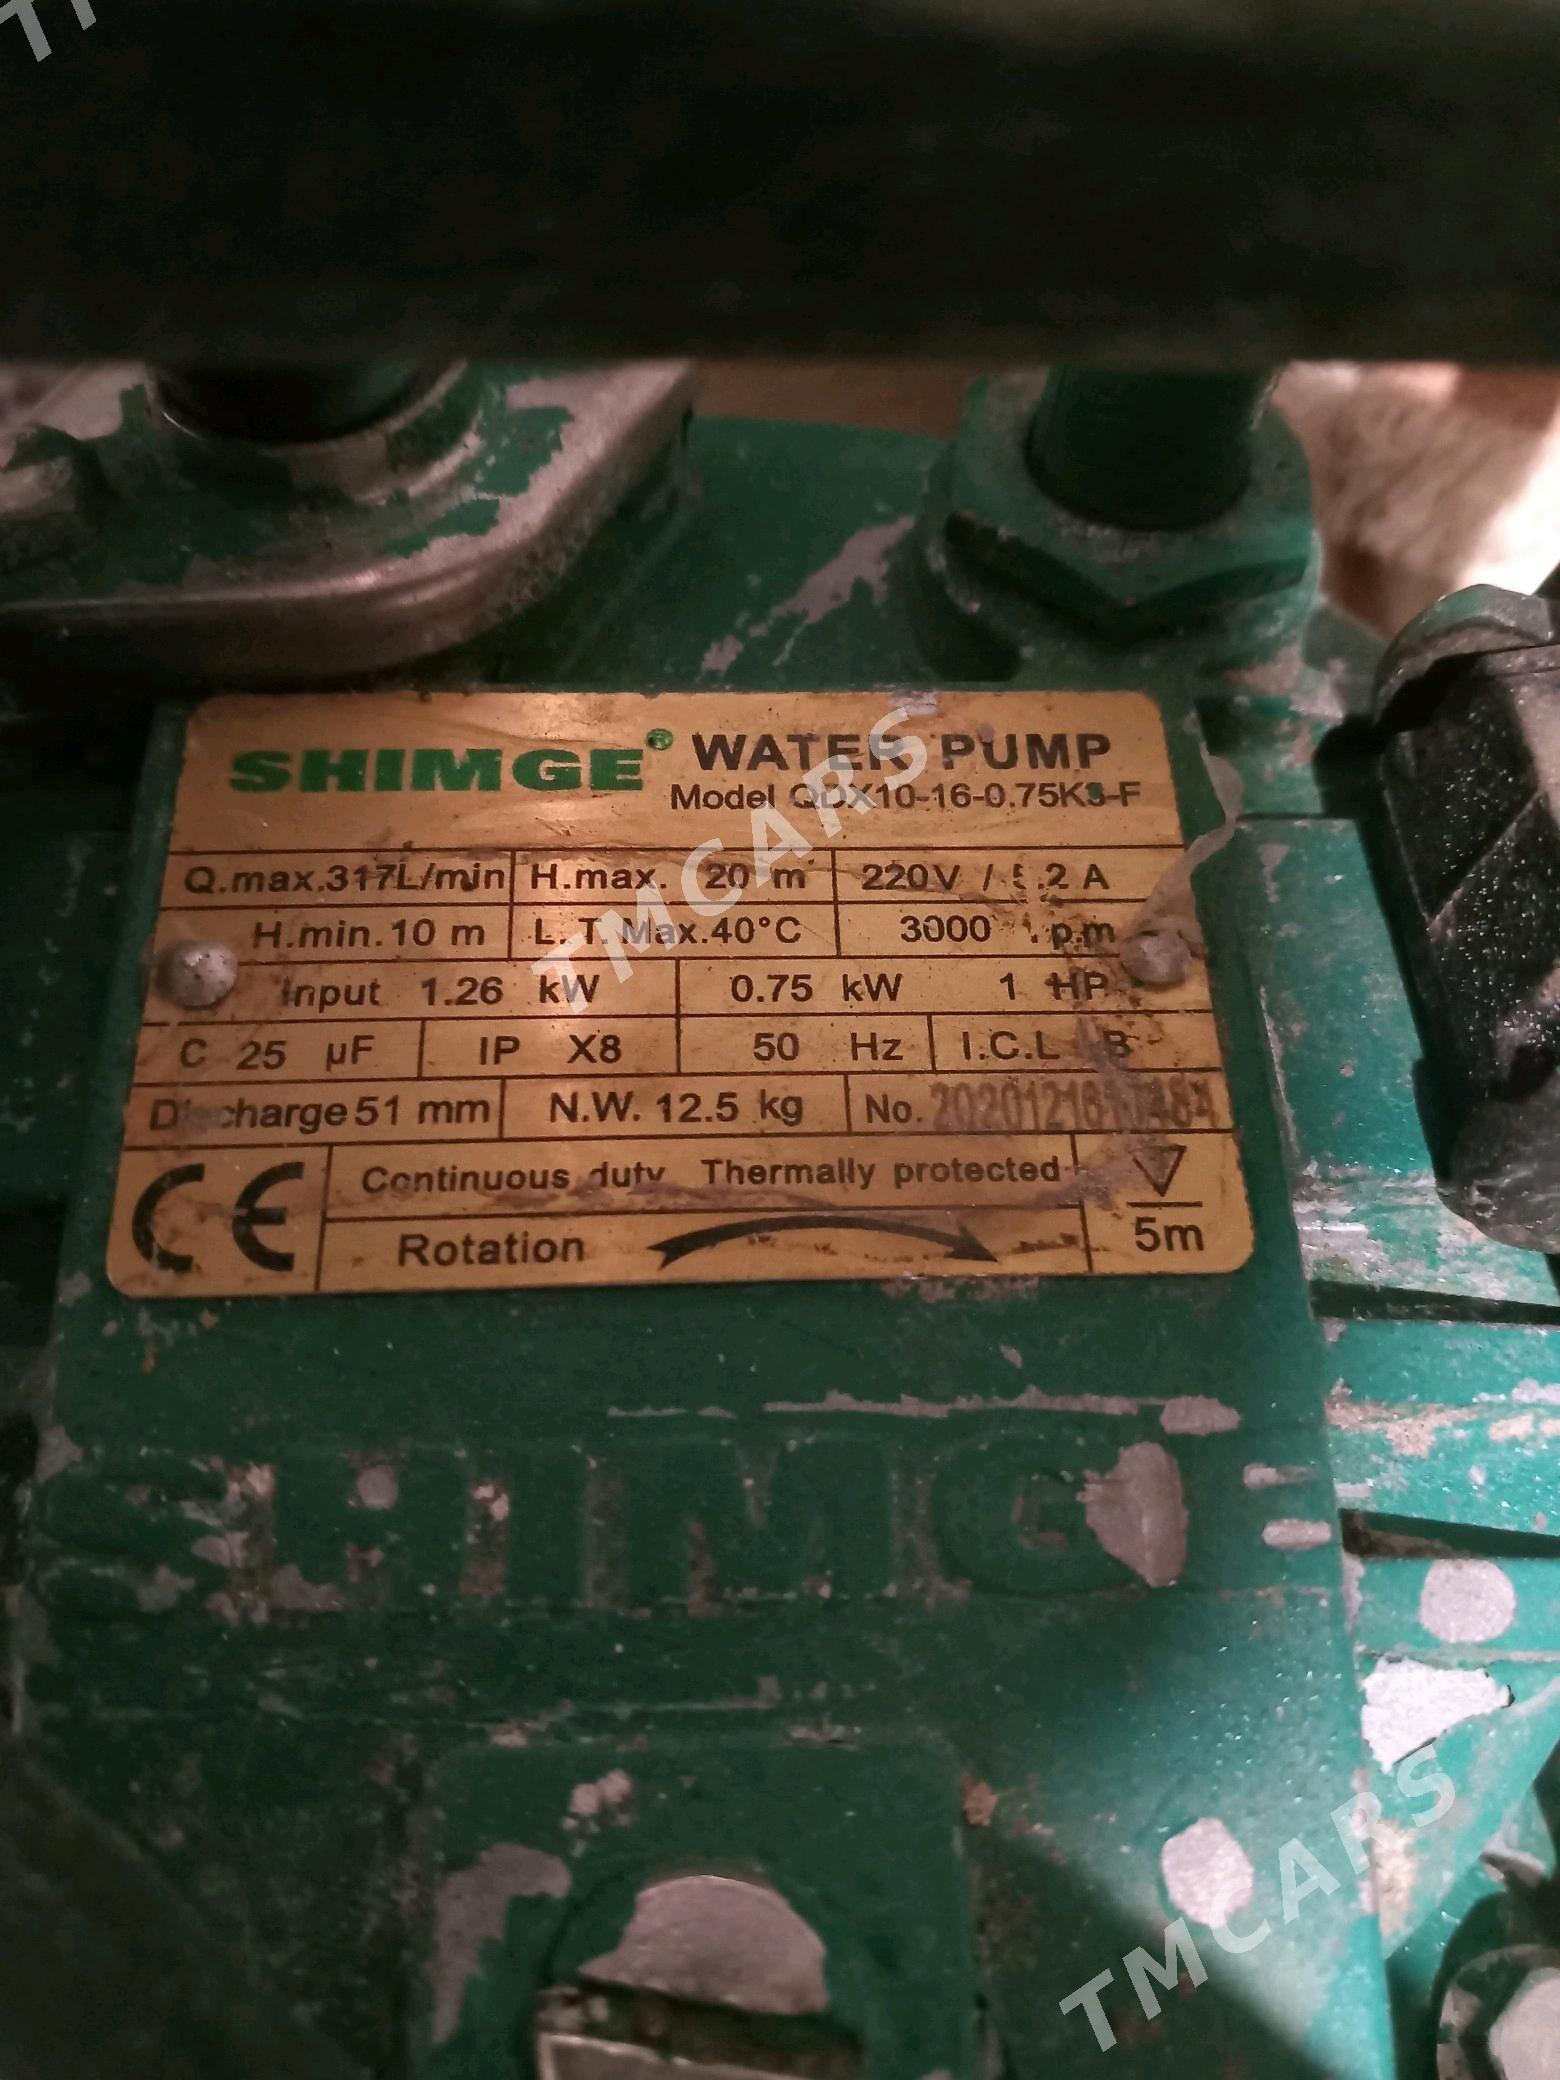 SHIMGE® WATER PUMP
Model QDX10-16-0.75K3-F
Q.max.317L/min H.max. 20 m 220V / 5.2 A
H.min.10 m L.T.Max.40°C 3000 r.p.m
Input 1.26 kW 0.75 kW 1 HP
C 25 µF IP X8 50 Hz I.C.L B
Discharge 51 mm N.W. 12.5 kg No.
CE Continuous duty Thermally protected
Rotation 5m
SHIMG
TMCARS
TMCARS